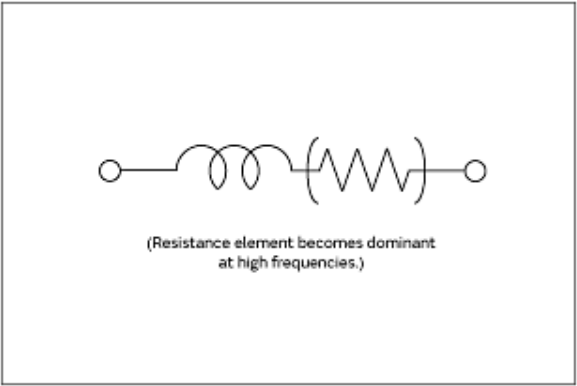 (Resistance element becomes dominant
at high frequencies.)